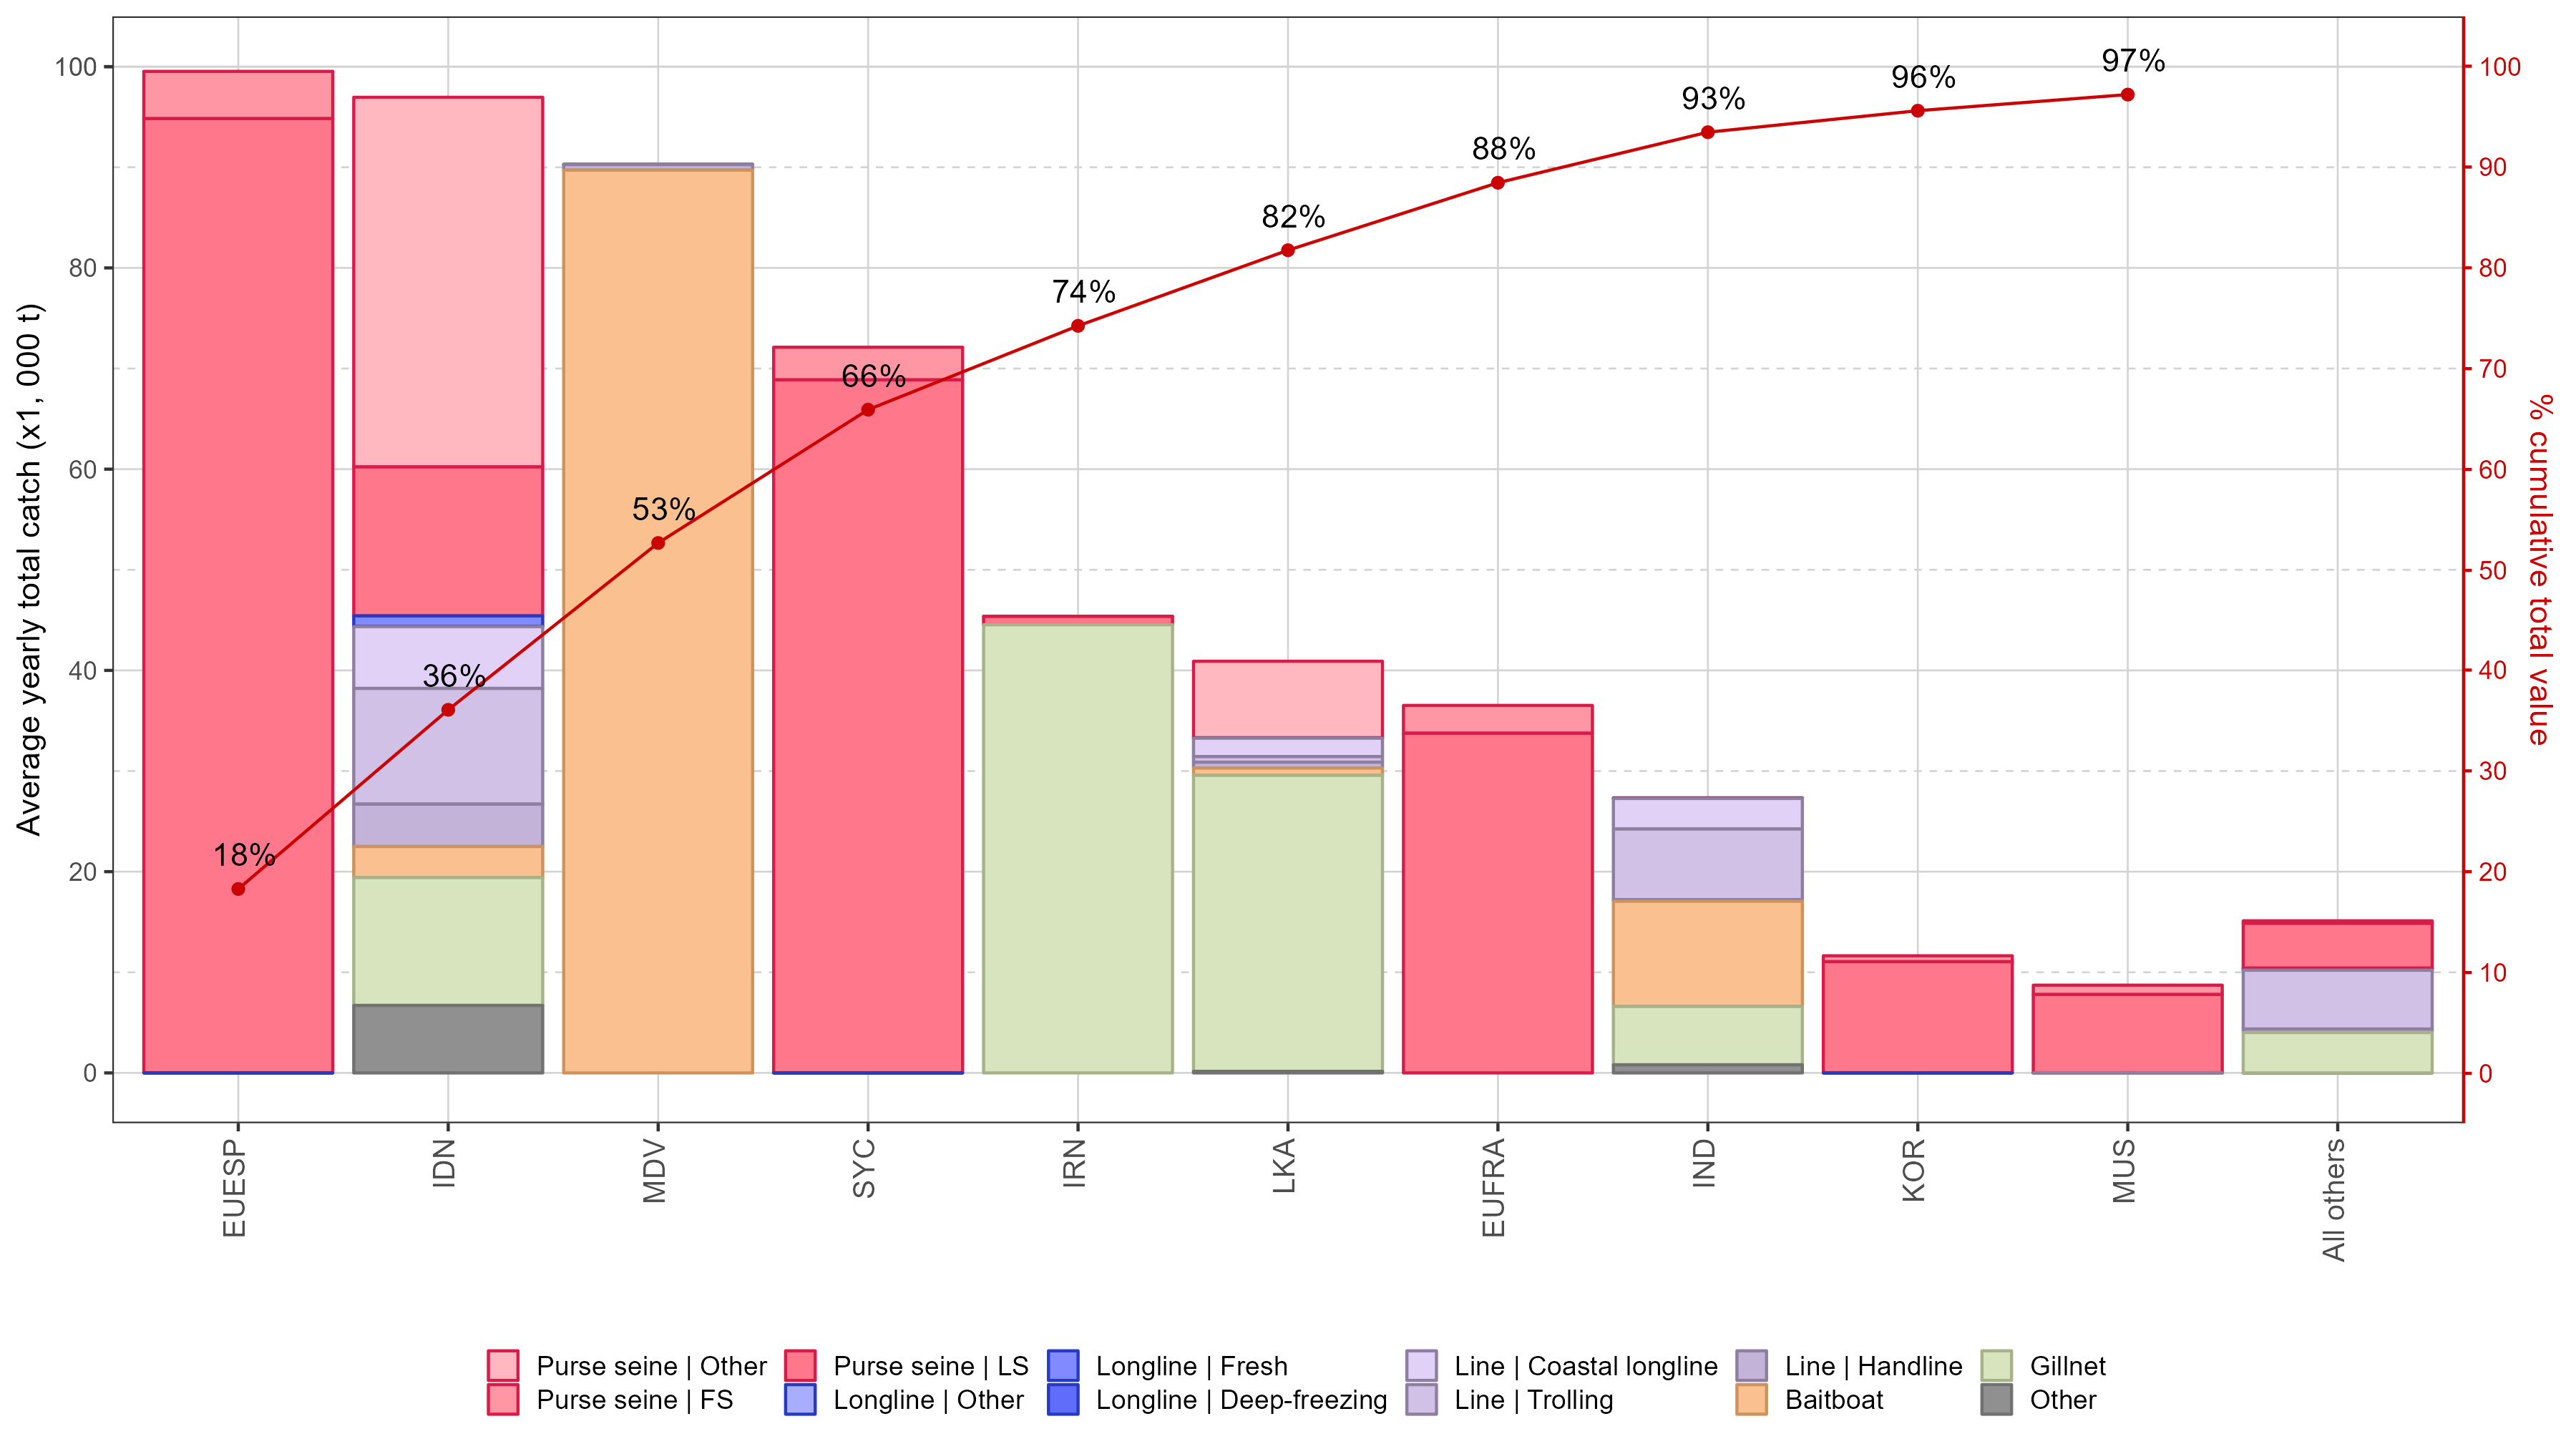 Average yearly total catch (x1, 000 t)
100
80
60
40
20
0
18%
36%
53%
66%
74%
82%
88%
93%
96%
97%
100
90
80
70
60
50
40
30
20
10
0
% cumulative total value
EUESP
IDN
MDV
SYC
IRN
LKA
EUFRA
IND
KOR
MUS
All others
Purse seine | Other
Purse seine | LS
Longline | Fresh
Line | Coastal longline
Line | Handline
Gillnet
Purse seine | FS
Longline | Other
Longline | Deep-freezing
Line | Trolling
Baitboat
Other